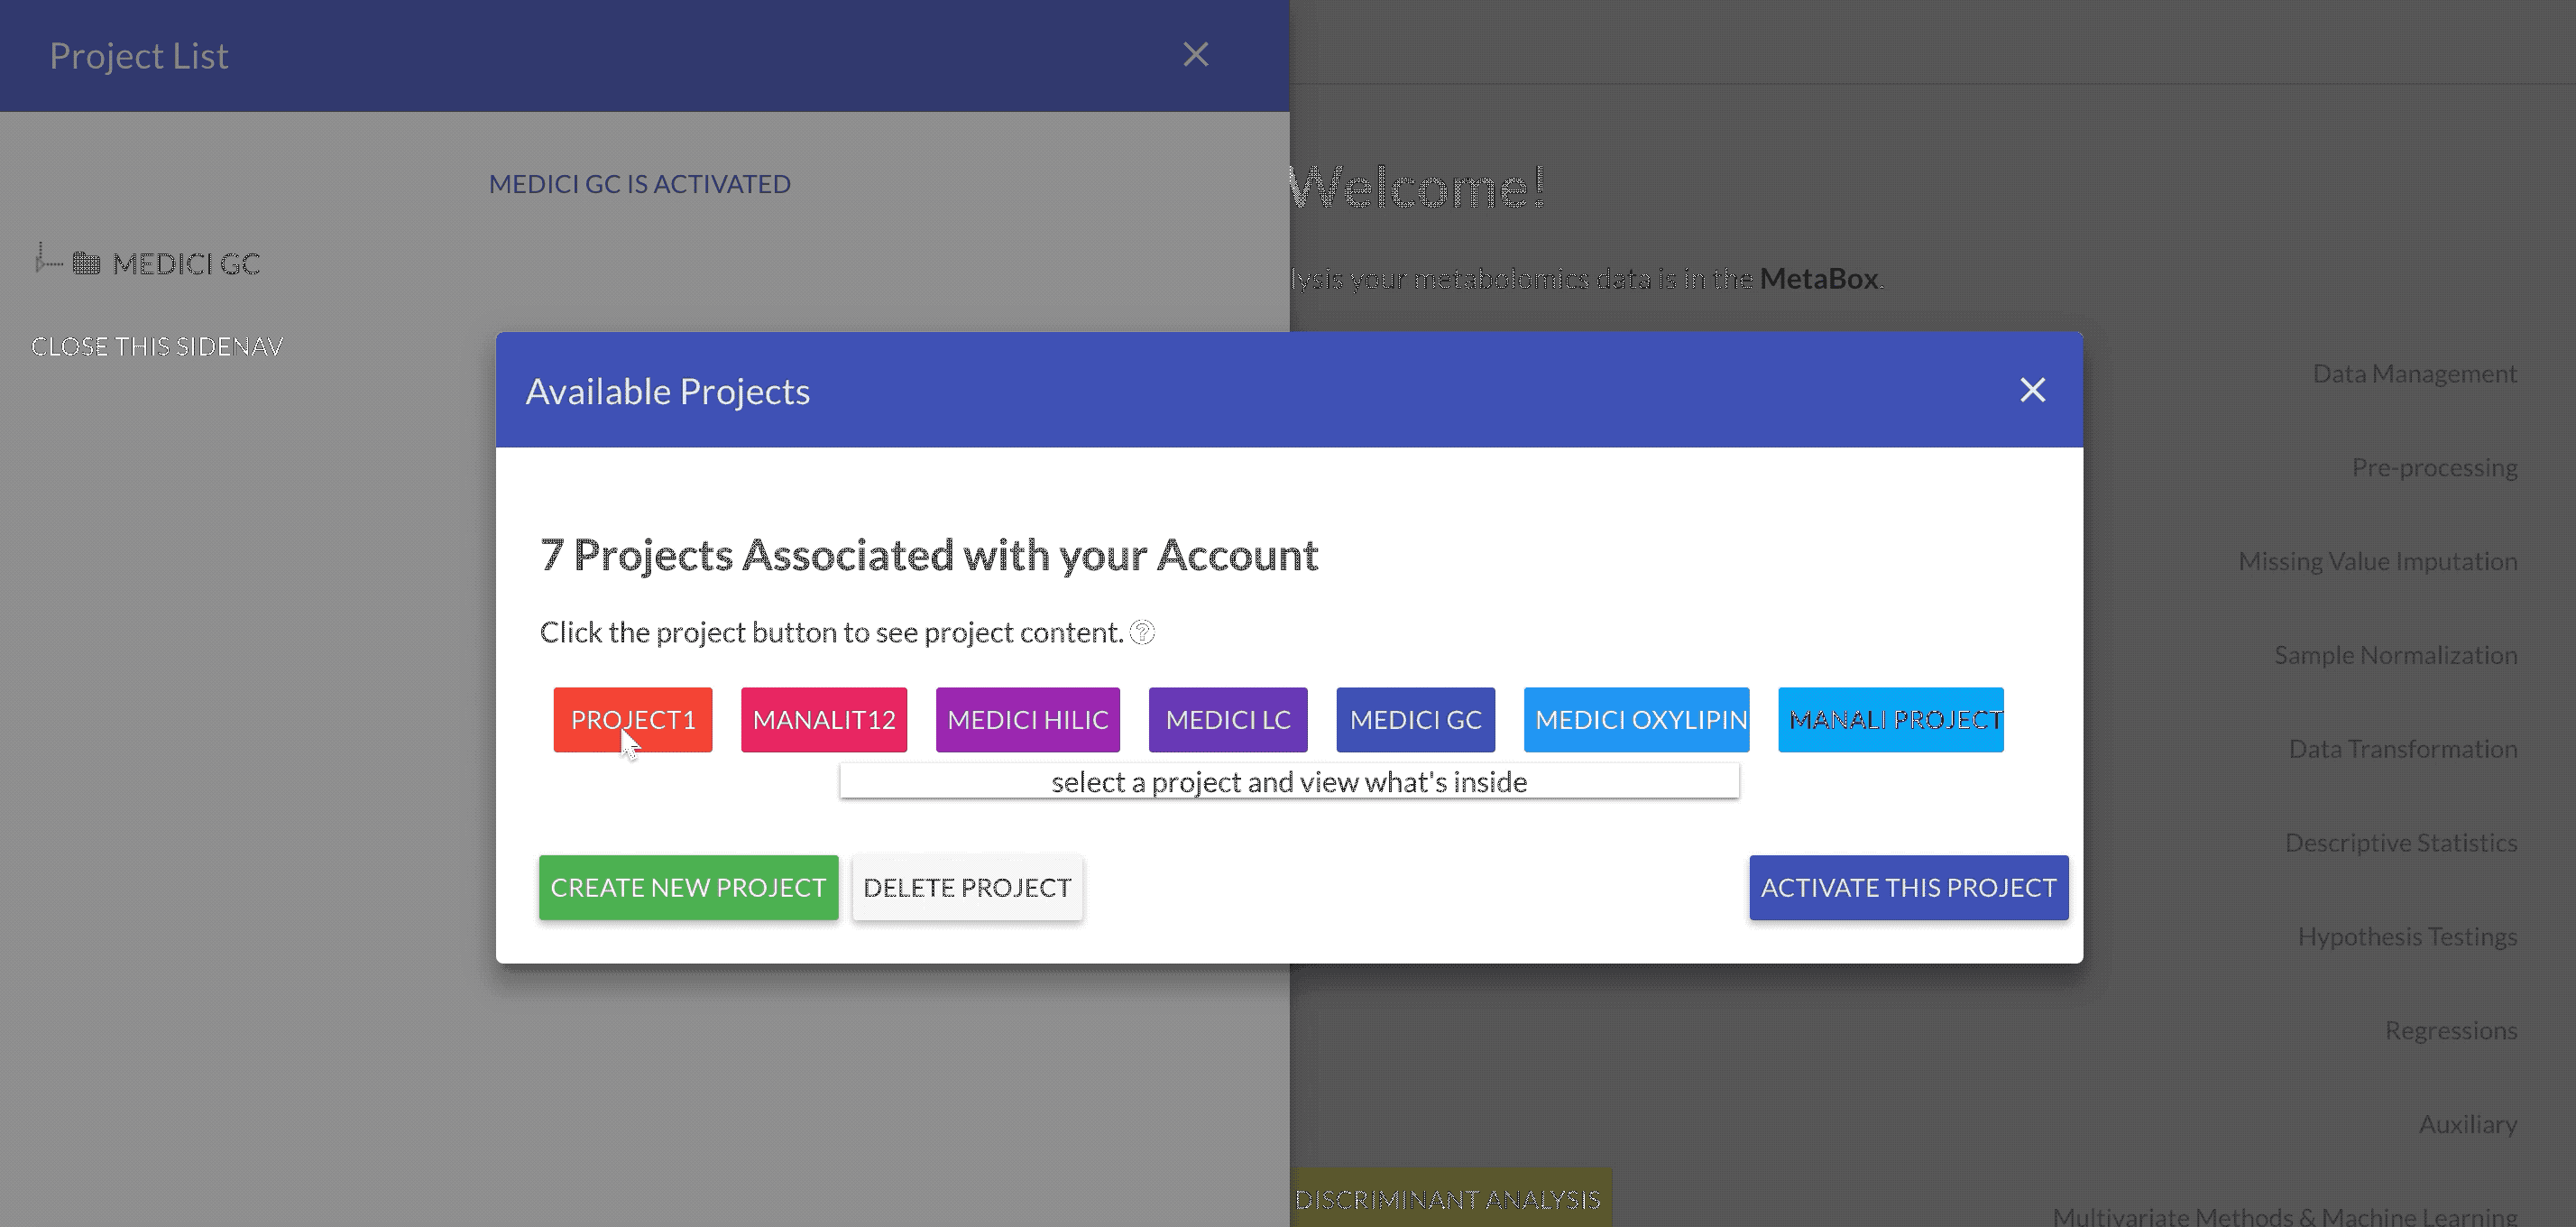 Project List
MEDICI GC IS ACTIVATED
MEDICI GC
CLOSE THIS SIDENAV
Welcome!
your metabolomics data is in the MetaBox.
Available Projects
7 Projects Associated with your Account
Click the project button to see project content. ?
PROJECT1 MANALIT12 MEDICI HILIC MEDICI LC MEDICI GC MEDICI OXYLIPIN MANALI PROJECT
select a project and view what's inside
CREATE NEW PROJECT DELETE PROJECT ACTIVATE THIS PROJECT
Data Management
Pre-processing
Missing Value Imputation
Sample Normalization
Data Transformation
Descriptive Statistics
Hypothesis Testings
Regressions
Auxiliary
DISCRIMINANT ANALYSIS
Multivariate Methods & Machine Learning